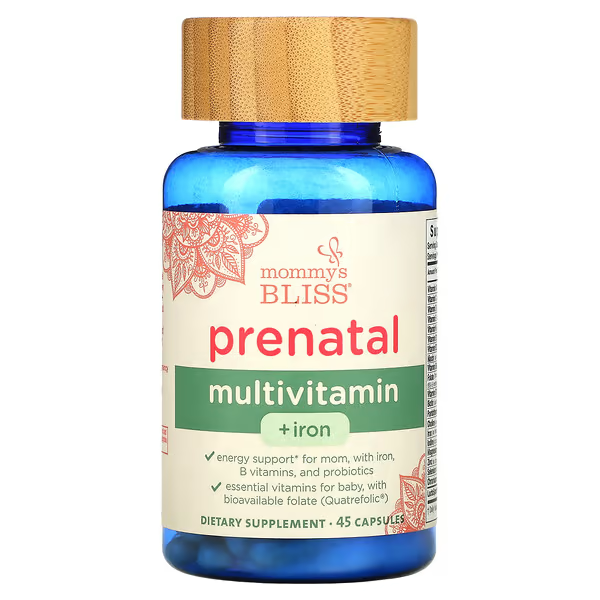 mommy's
BLISS®
prenatal
multivitamin
+iron
✓ energy support* for mom, with iron,
B vitamins, and probiotics
✓ essential vitamins for baby, with
bioavailable folate (Quatrefolic®)
DIETARY SUPPLEMENT · 45 CAPSULES